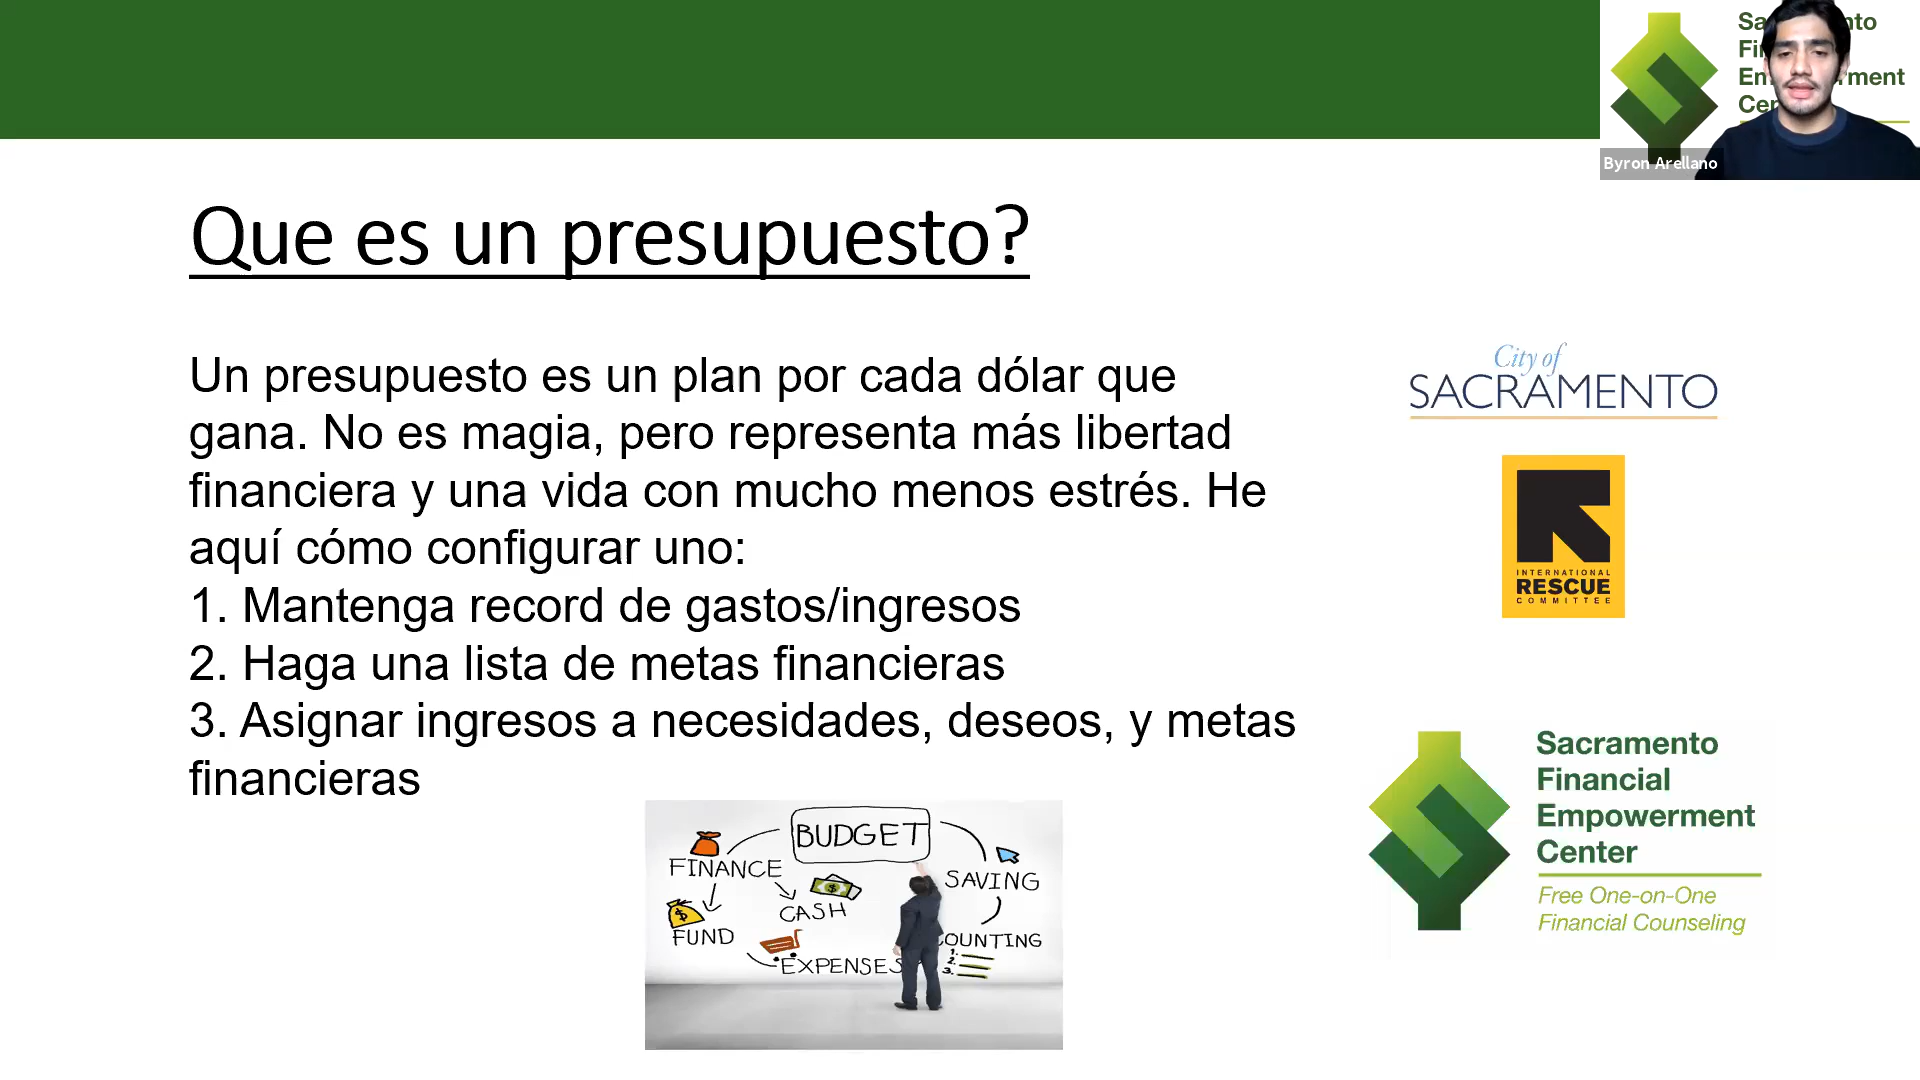 Byron Arellano
Que es un presupuesto?
Un presupuesto es un plan por cada dólar que
gana. No es magia, pero representa más libertad
financiera y una vida con mucho menos estrés. He
aquí cómo configurar uno:
1. Mantenga record de gastos/ingresos
2. Haga una lista de metas financieras
3. Asignar ingresos a necesidades, deseos, y metas
financieras
City of
SACRAMENTO
INTERNATIONAL
RESCUE
COMMITTEE
Sacramento
Financial
Empowerment
Center
Free One-on-One
Financial Counseling
BUDGET
FINANCE
SAVING
CASH
FUND
OUNTING
EXPENSES
1.
2.
3.